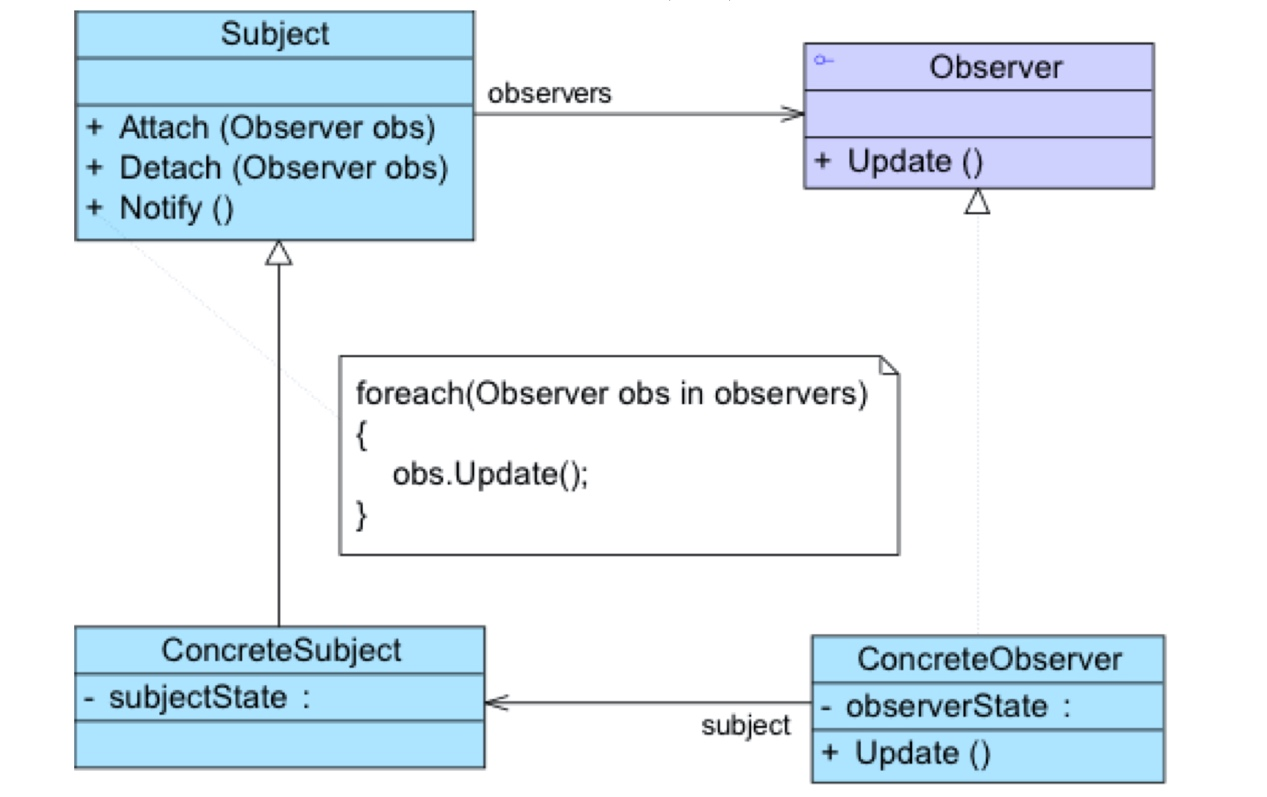 Subject
+ Attach (Observer obs)
+ Detach (Observer obs)
+ Notify ()
observers
Observer
+ Update ()
foreach(Observer obs in observers)
{
obs.Update();
}
ConcreteSubject
- subjectState :
subject
ConcreteObserver
- observerState :
+ Update ()